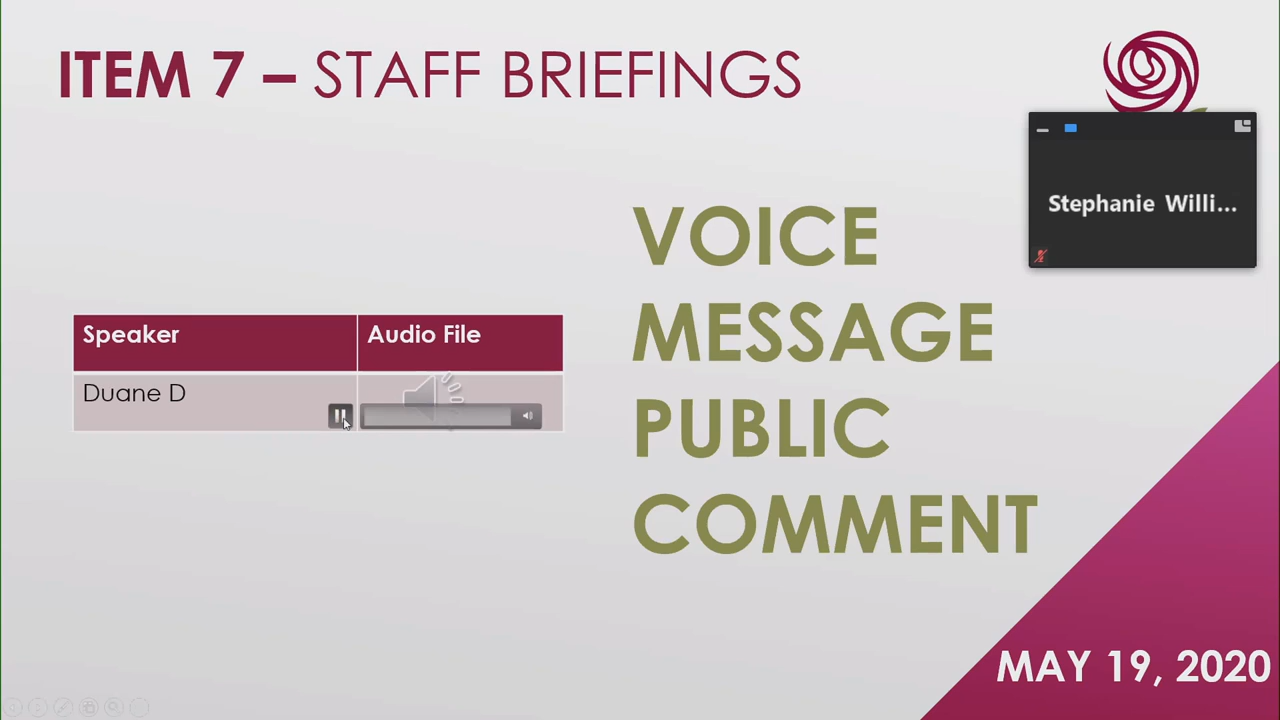 ITEM 7 – STAFF BRIEFINGS
Stephanie Willi...
VOICE
MESSAGE
PUBLIC
COMMENT
Speaker Audio File
Duane D
MAY 19, 2020